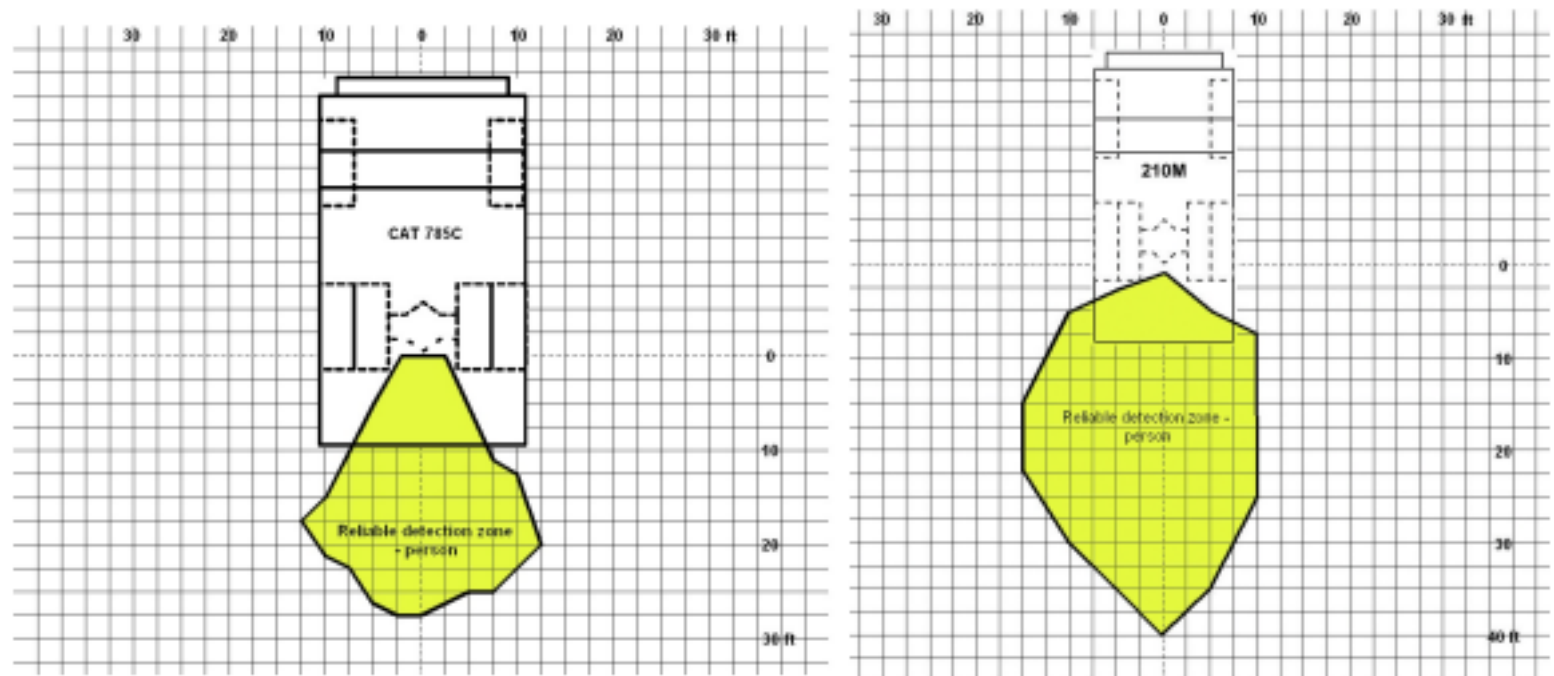 30 20 10 0 10 20 30 ft
CAT 785C
0
10
Reliable detection zone
- person
20
30 ft
30 20 10 0 10 20 30 ft
210M
0
10
Reliable detection zone -
person
20
30
40 ft